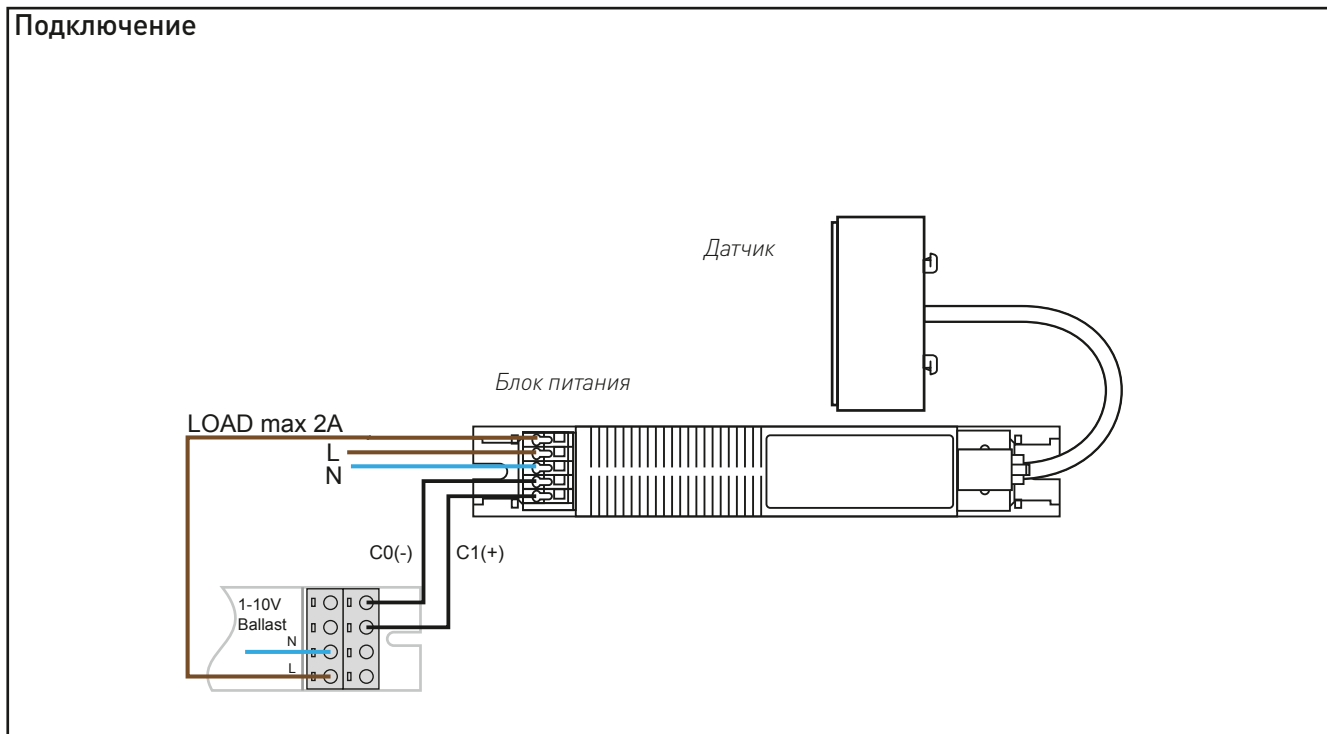 Подключение
Датчик
Блок питания
LOAD max 2A
L
N
C0(-)
C1(+)
1-10V
Ballast
N
L